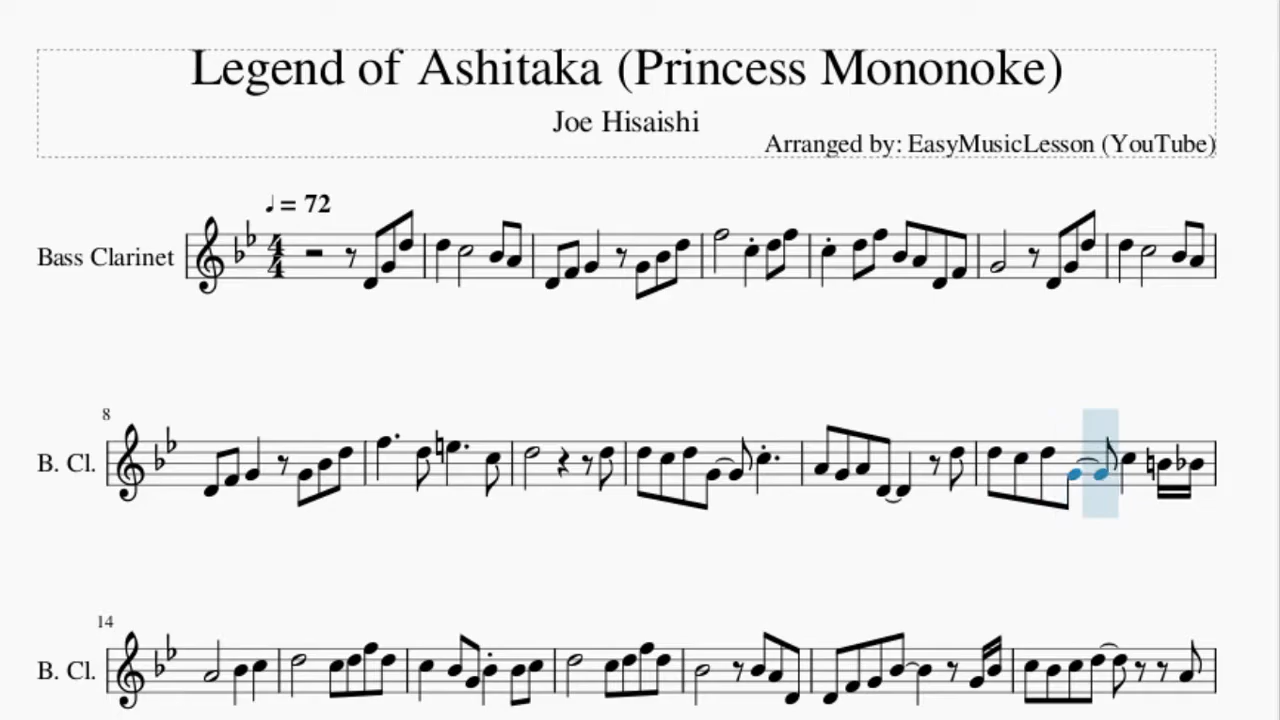 Legend of Ashitaka (Princess Mononoke)
Joe Hisaishi
Arranged by: EasyMusicLesson (YouTube)
♩ = 72
Bass Clarinet
8
B. Cl.
14
B. Cl.